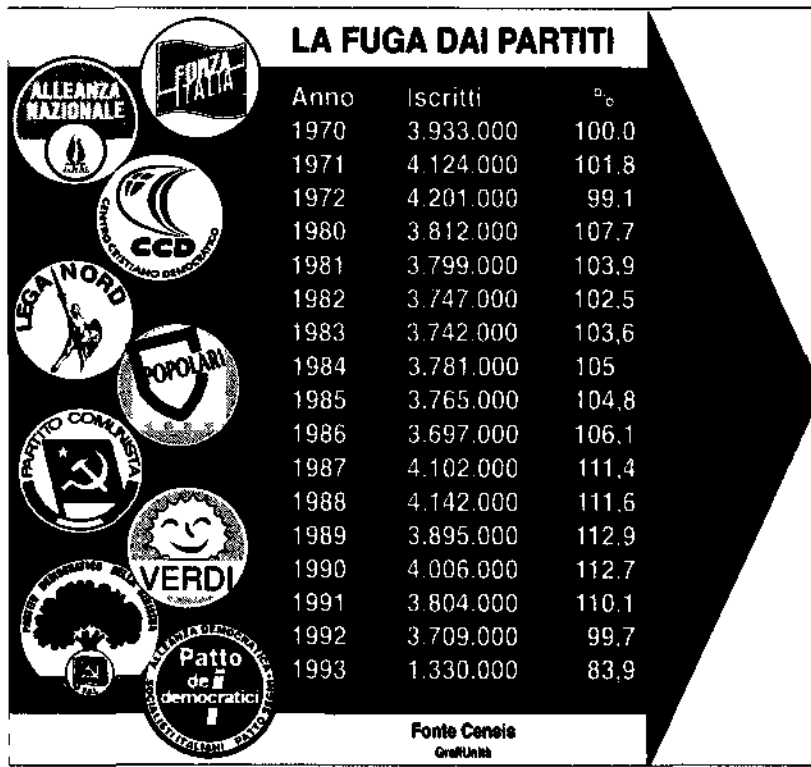 LA FUGA DAI PARTITI
Anno Iscritti %
1970 3.933.000 100.0
1971 4.124.000 101,8
1972 4.201.000 99.1
1980 3.812.000 107,7
1981 3.799.000 103,9
1982 3.747.000 102,5
1983 3.742.000 103,6
1984 3.781.000 105
1985 3.765.000 104,8
1986 3.697.000 106,1
1987 4.102.000 111,4
1988 4.142.000 111.6
1989 3.895.000 112.9
1990 4.006.000 112.7
1991 3.804.000 110.1
1992 3.709.000 99,7
1993 1.330.000 83,9
Fonte Censis
GrafiUnità
FORZA
ITALIA
ALLEANZA
NAZIONALE
CCD
CENTRO CRISTIANO DEMOCRATICO
LEGA NORD
POPOLARI
PARTITO COMUNISTA
VERDI
Patto
dei
democratici
ALLEANZA DEMOCRATICA
SOCIALISTI ITALIANI PATTO